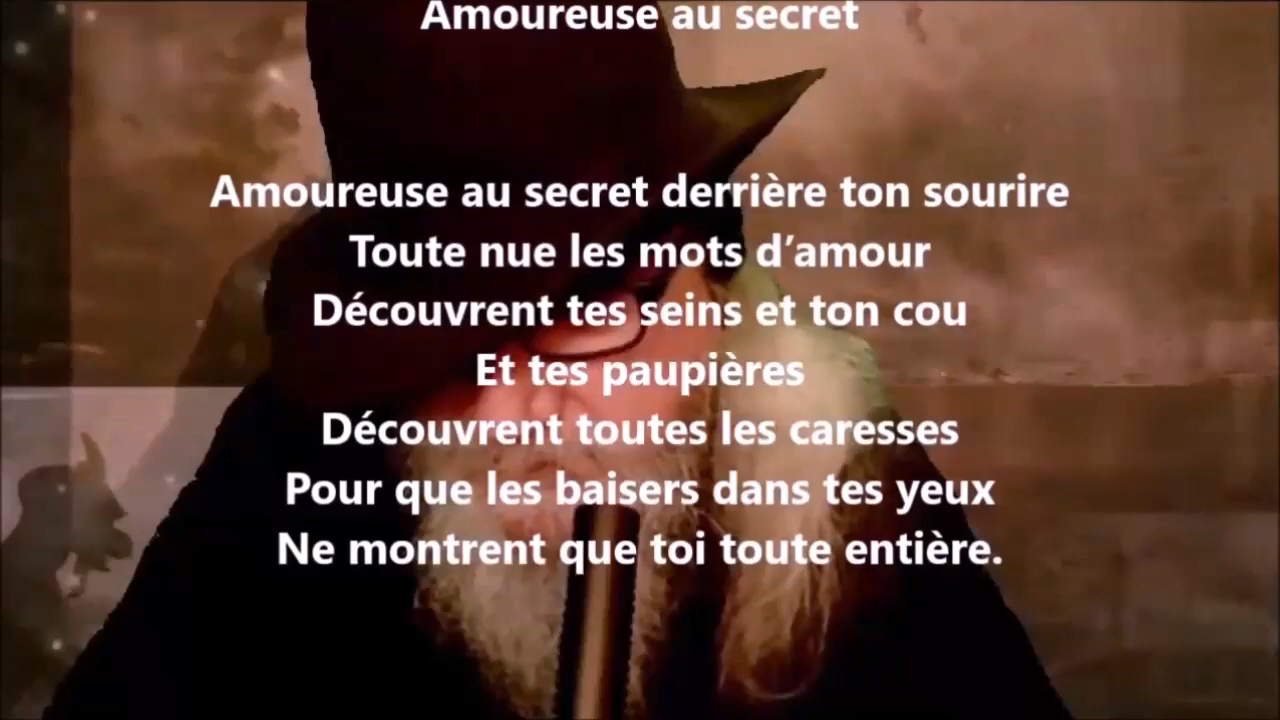 Amoureuse au secret
Amoureuse au secret derrière ton sourire
Toute nue les mots d’amour
Découvrent tes seins et ton cou
Et tes paupières
Découvrent toutes les caresses
Pour que les baisers dans tes yeux
Ne montrent que toi toute entière.